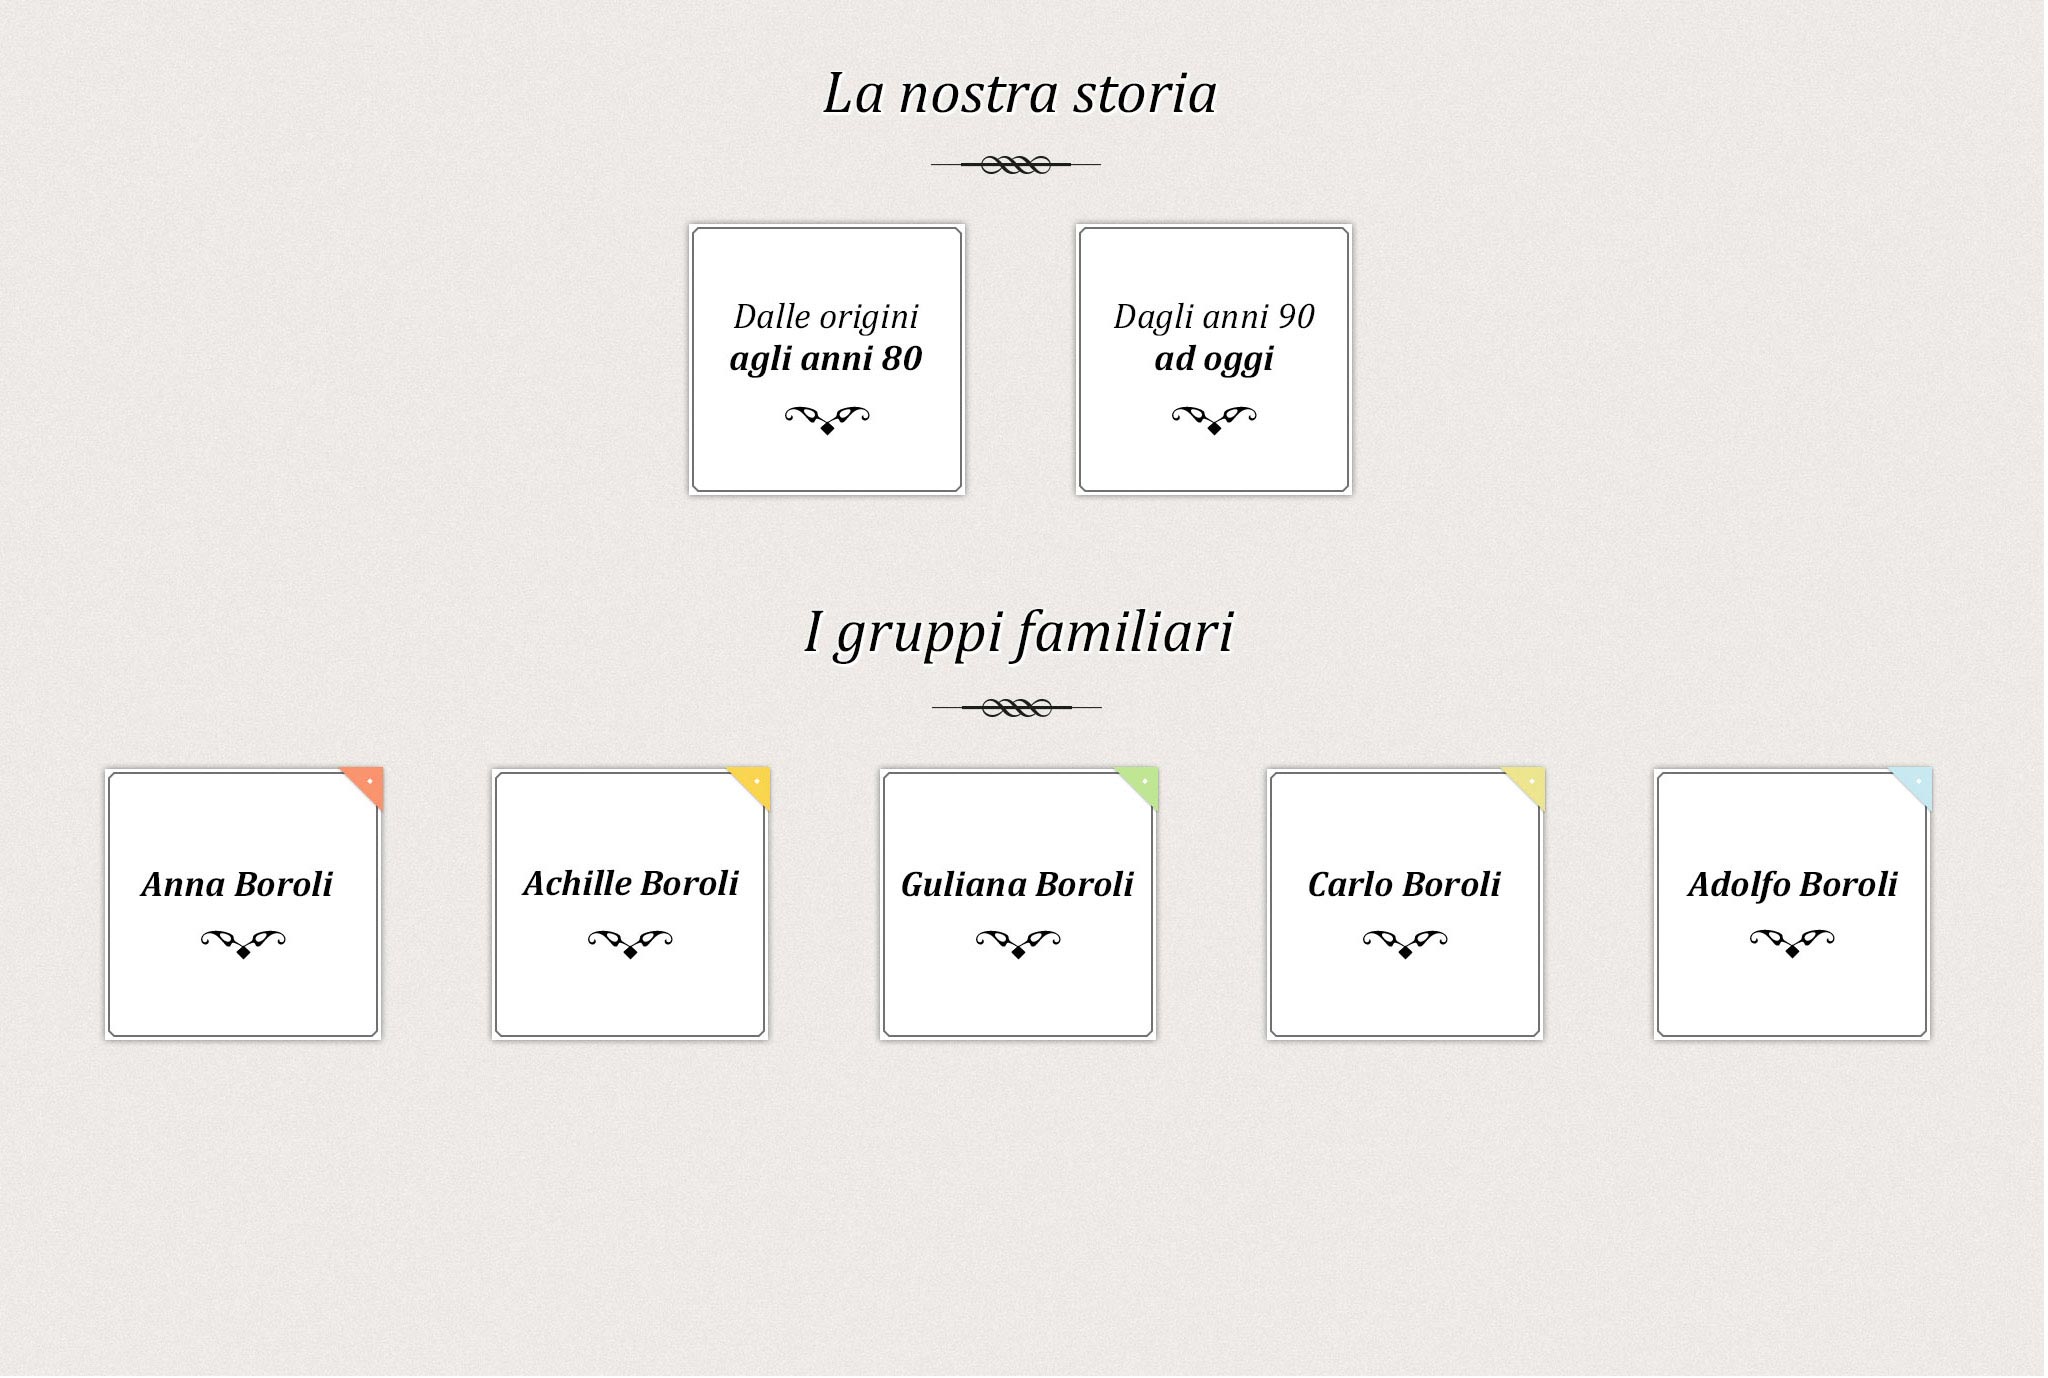 La nostra storia
Dalle origini
agli anni 80
Dagli anni 90
ad oggi
I gruppi familiari
Anna Boroli
Achille Boroli
Guliana Boroli
Carlo Boroli
Adolfo Boroli